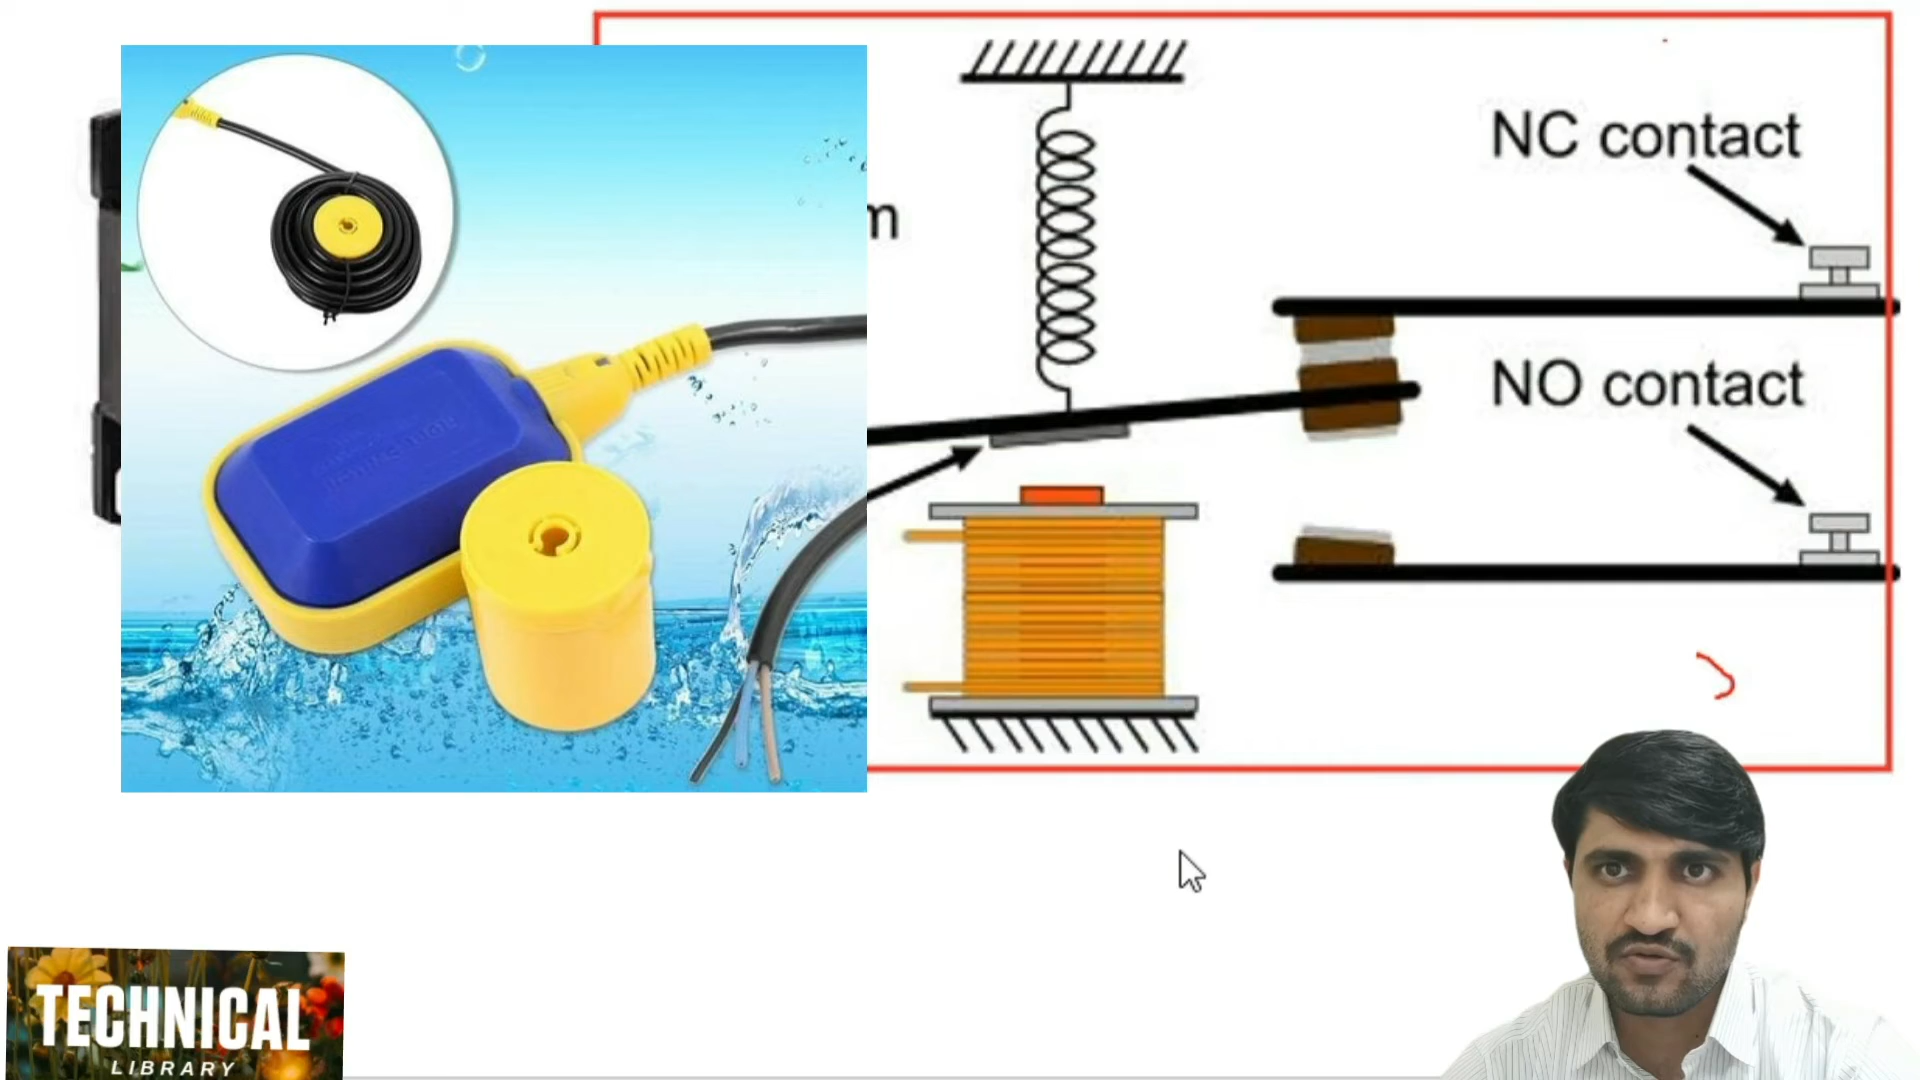 m
NC contact
NO contact
TECHNICAL
LIBRARY